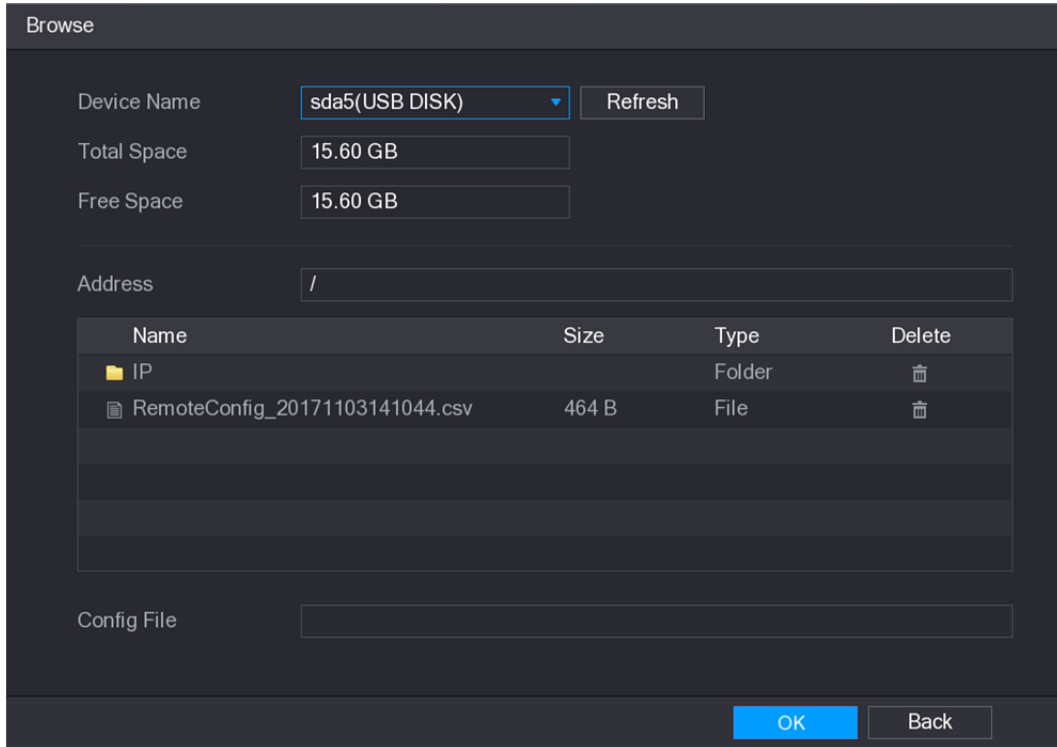 Browse
Device Name sda5(USB DISK) Refresh
Total Space 15.60 GB
Free Space 15.60 GB
Address /
Name Size Type Delete
IP Folder
RemoteConfig_20171103141044.csv 464 B File
Config File
OK Back